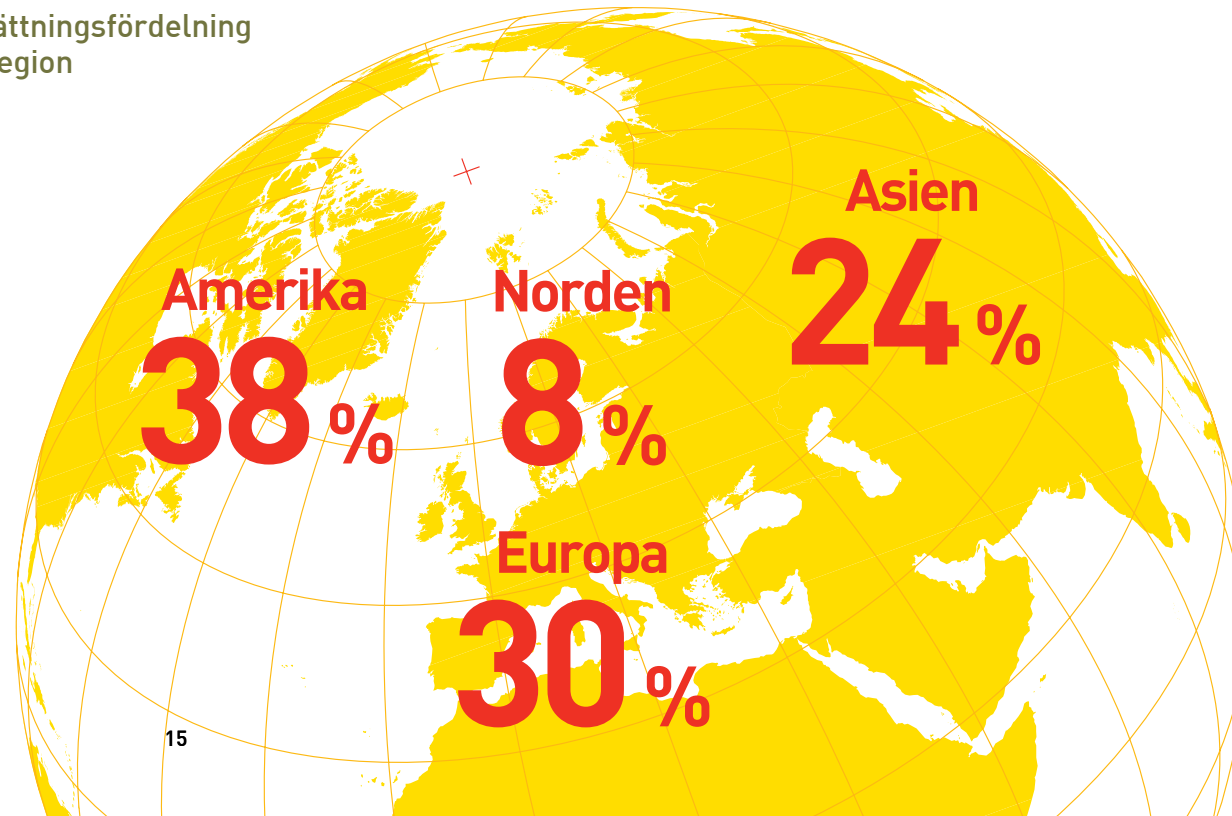 ättningsfördelning
egion
Asien
24 %
Amerika
38 %
Norden
8 %
Europa
30 %
15